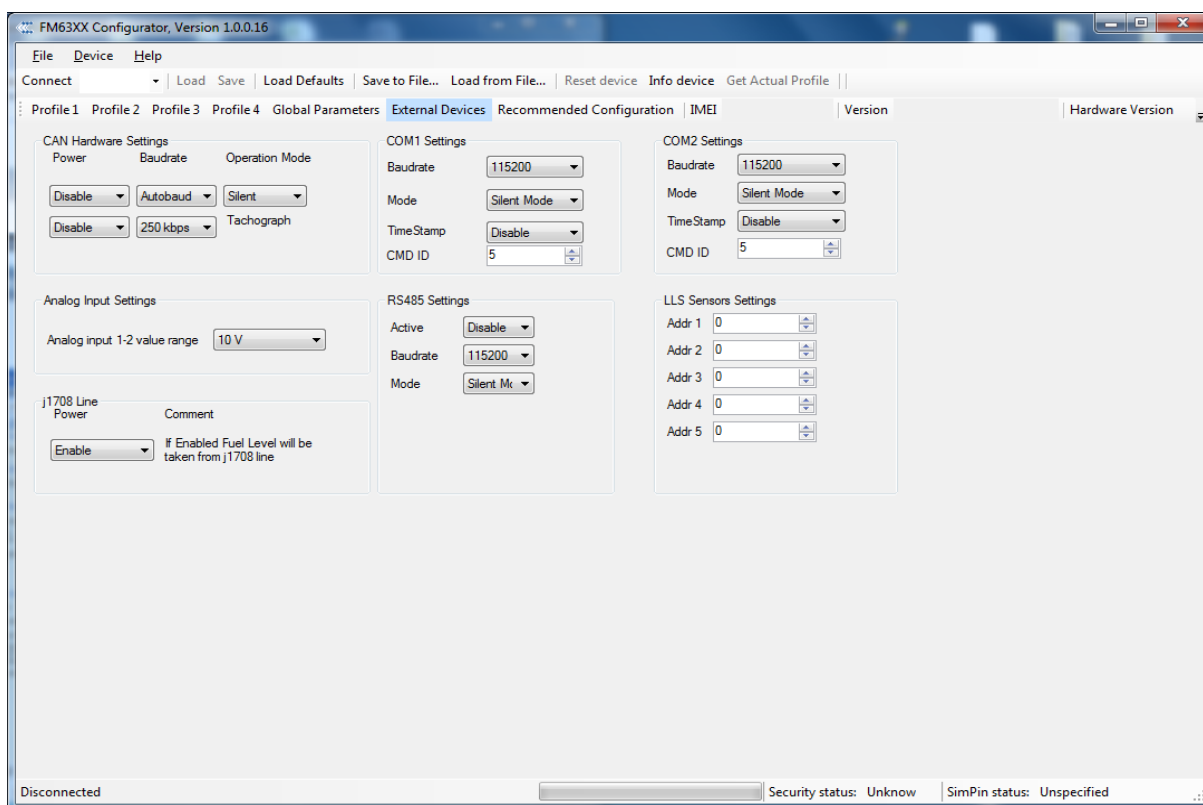 FM63XX Configurator, Version 1.0.0.16
File Device Help
Connect Load Save Load Defaults Save to File... Load from File... Reset device Info device Get Actual Profile
Profile 1 Profile 2 Profile 3 Profile 4 Global Parameters External Devices Recommended Configuration IMEI Version Hardware Version
CAN Hardware Settings
Power Baudrate Operation Mode
Disable Autobaud Silent
Disable 250 kbps Tachograph
COM1 Settings
Baudrate 115200
Mode Silent Mode
TimeStamp Disable
CMD ID 5
COM2 Settings
Baudrate 115200
Mode Silent Mode
TimeStamp Disable
CMD ID 5
Analog Input Settings
Analog input 1-2 value range 10 V
RS485 Settings
Active Disable
Baudrate 115200
Mode Silent Mc
LLS Sensors Settings
Addr 1 0
Addr 2 0
Addr 3 0
Addr 4 0
Addr 5 0
j1708 Line
Power Comment
Enable If Enabled Fuel Level will be
taken from j1708 line
Disconnected Security status: Unknow SimPin status: Unspecified